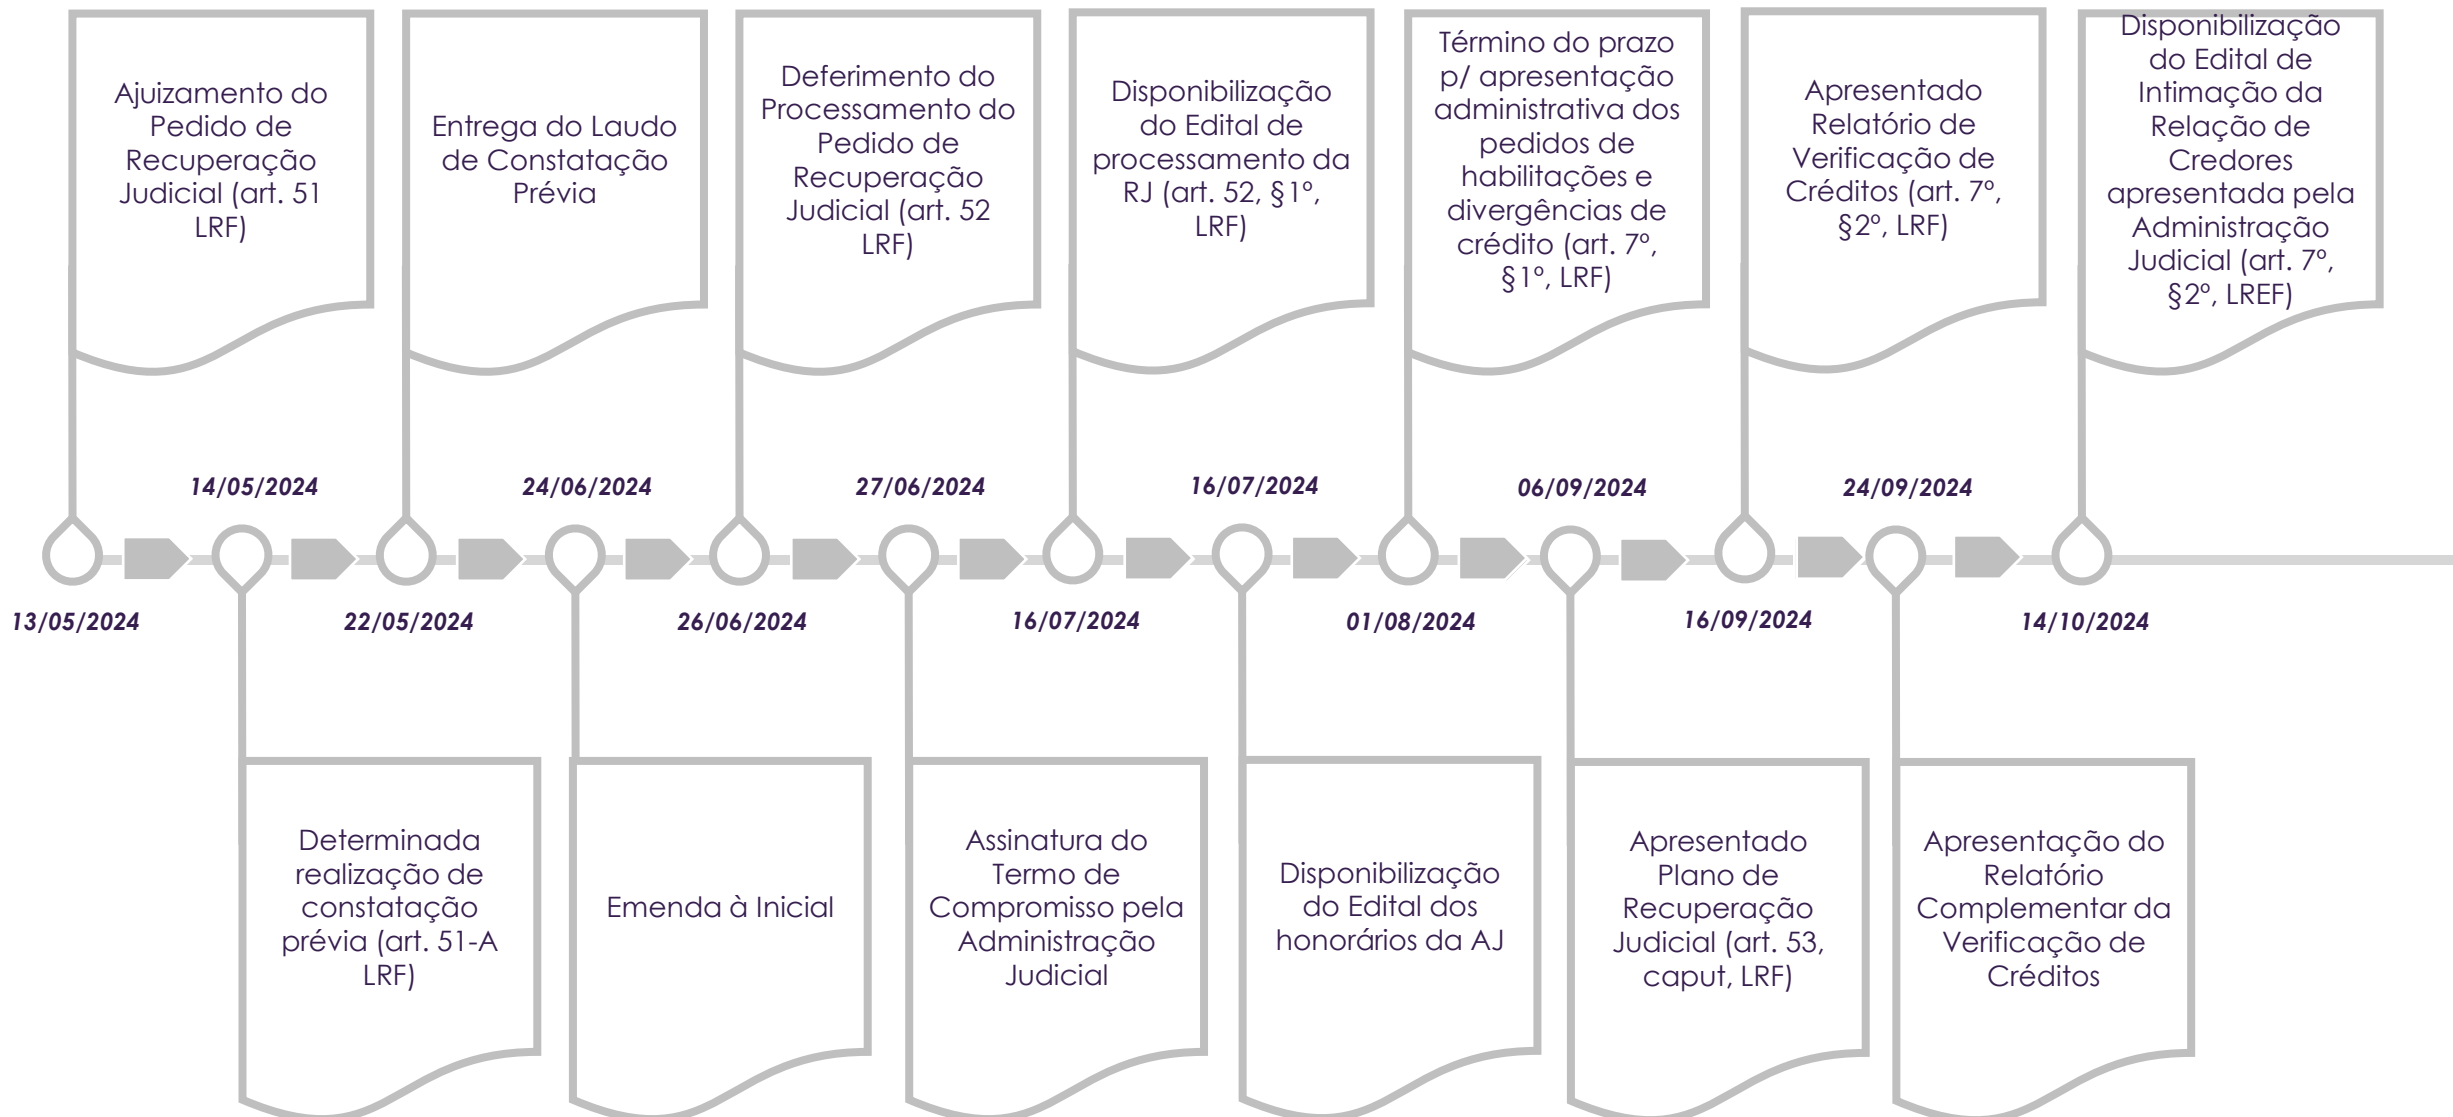 Ajuizamento do
Pedido de
Recuperação
Judicial (art. 51
LRF)
Entrega do Laudo
de Constatação
Prévia
Deferimento do
Processamento do
Pedido de
Recuperação
Judicial (art. 52
LRF)
Disponibilização
do Edital de
processamento da
RJ (art. 52, §1º,
LRF)
Término do prazo
p/ apresentação
administrativa dos
pedidos de
habilitações e
divergências de
crédito (art. 7º,
§1º, LRF)
Apresentado
Relatório de
Verificação de
Créditos (art. 7º,
§2º, LRF)
Disponibilização
do Edital de
Intimação da
Relação de
Credores
apresentada pela
Administração
Judicial (art. 7º,
§2º, LREF)
14/05/2024
24/06/2024
27/06/2024
16/07/2024
06/09/2024
24/09/2024
13/05/2024
22/05/2024
26/06/2024
16/07/2024
01/08/2024
16/09/2024
14/10/2024
Determinada
realização de
constatação
prévia (art. 51-A
LRF)
Emenda à Inicial
Assinatura do
Termo de
Compromisso pela
Administração
Judicial
Disponibilização
do Edital dos
honorários da AJ
Apresentado
Plano de
Recuperação
Judicial (art. 53,
caput, LRF)
Apresentação do
Relatório
Complementar da
Verificação de
Créditos